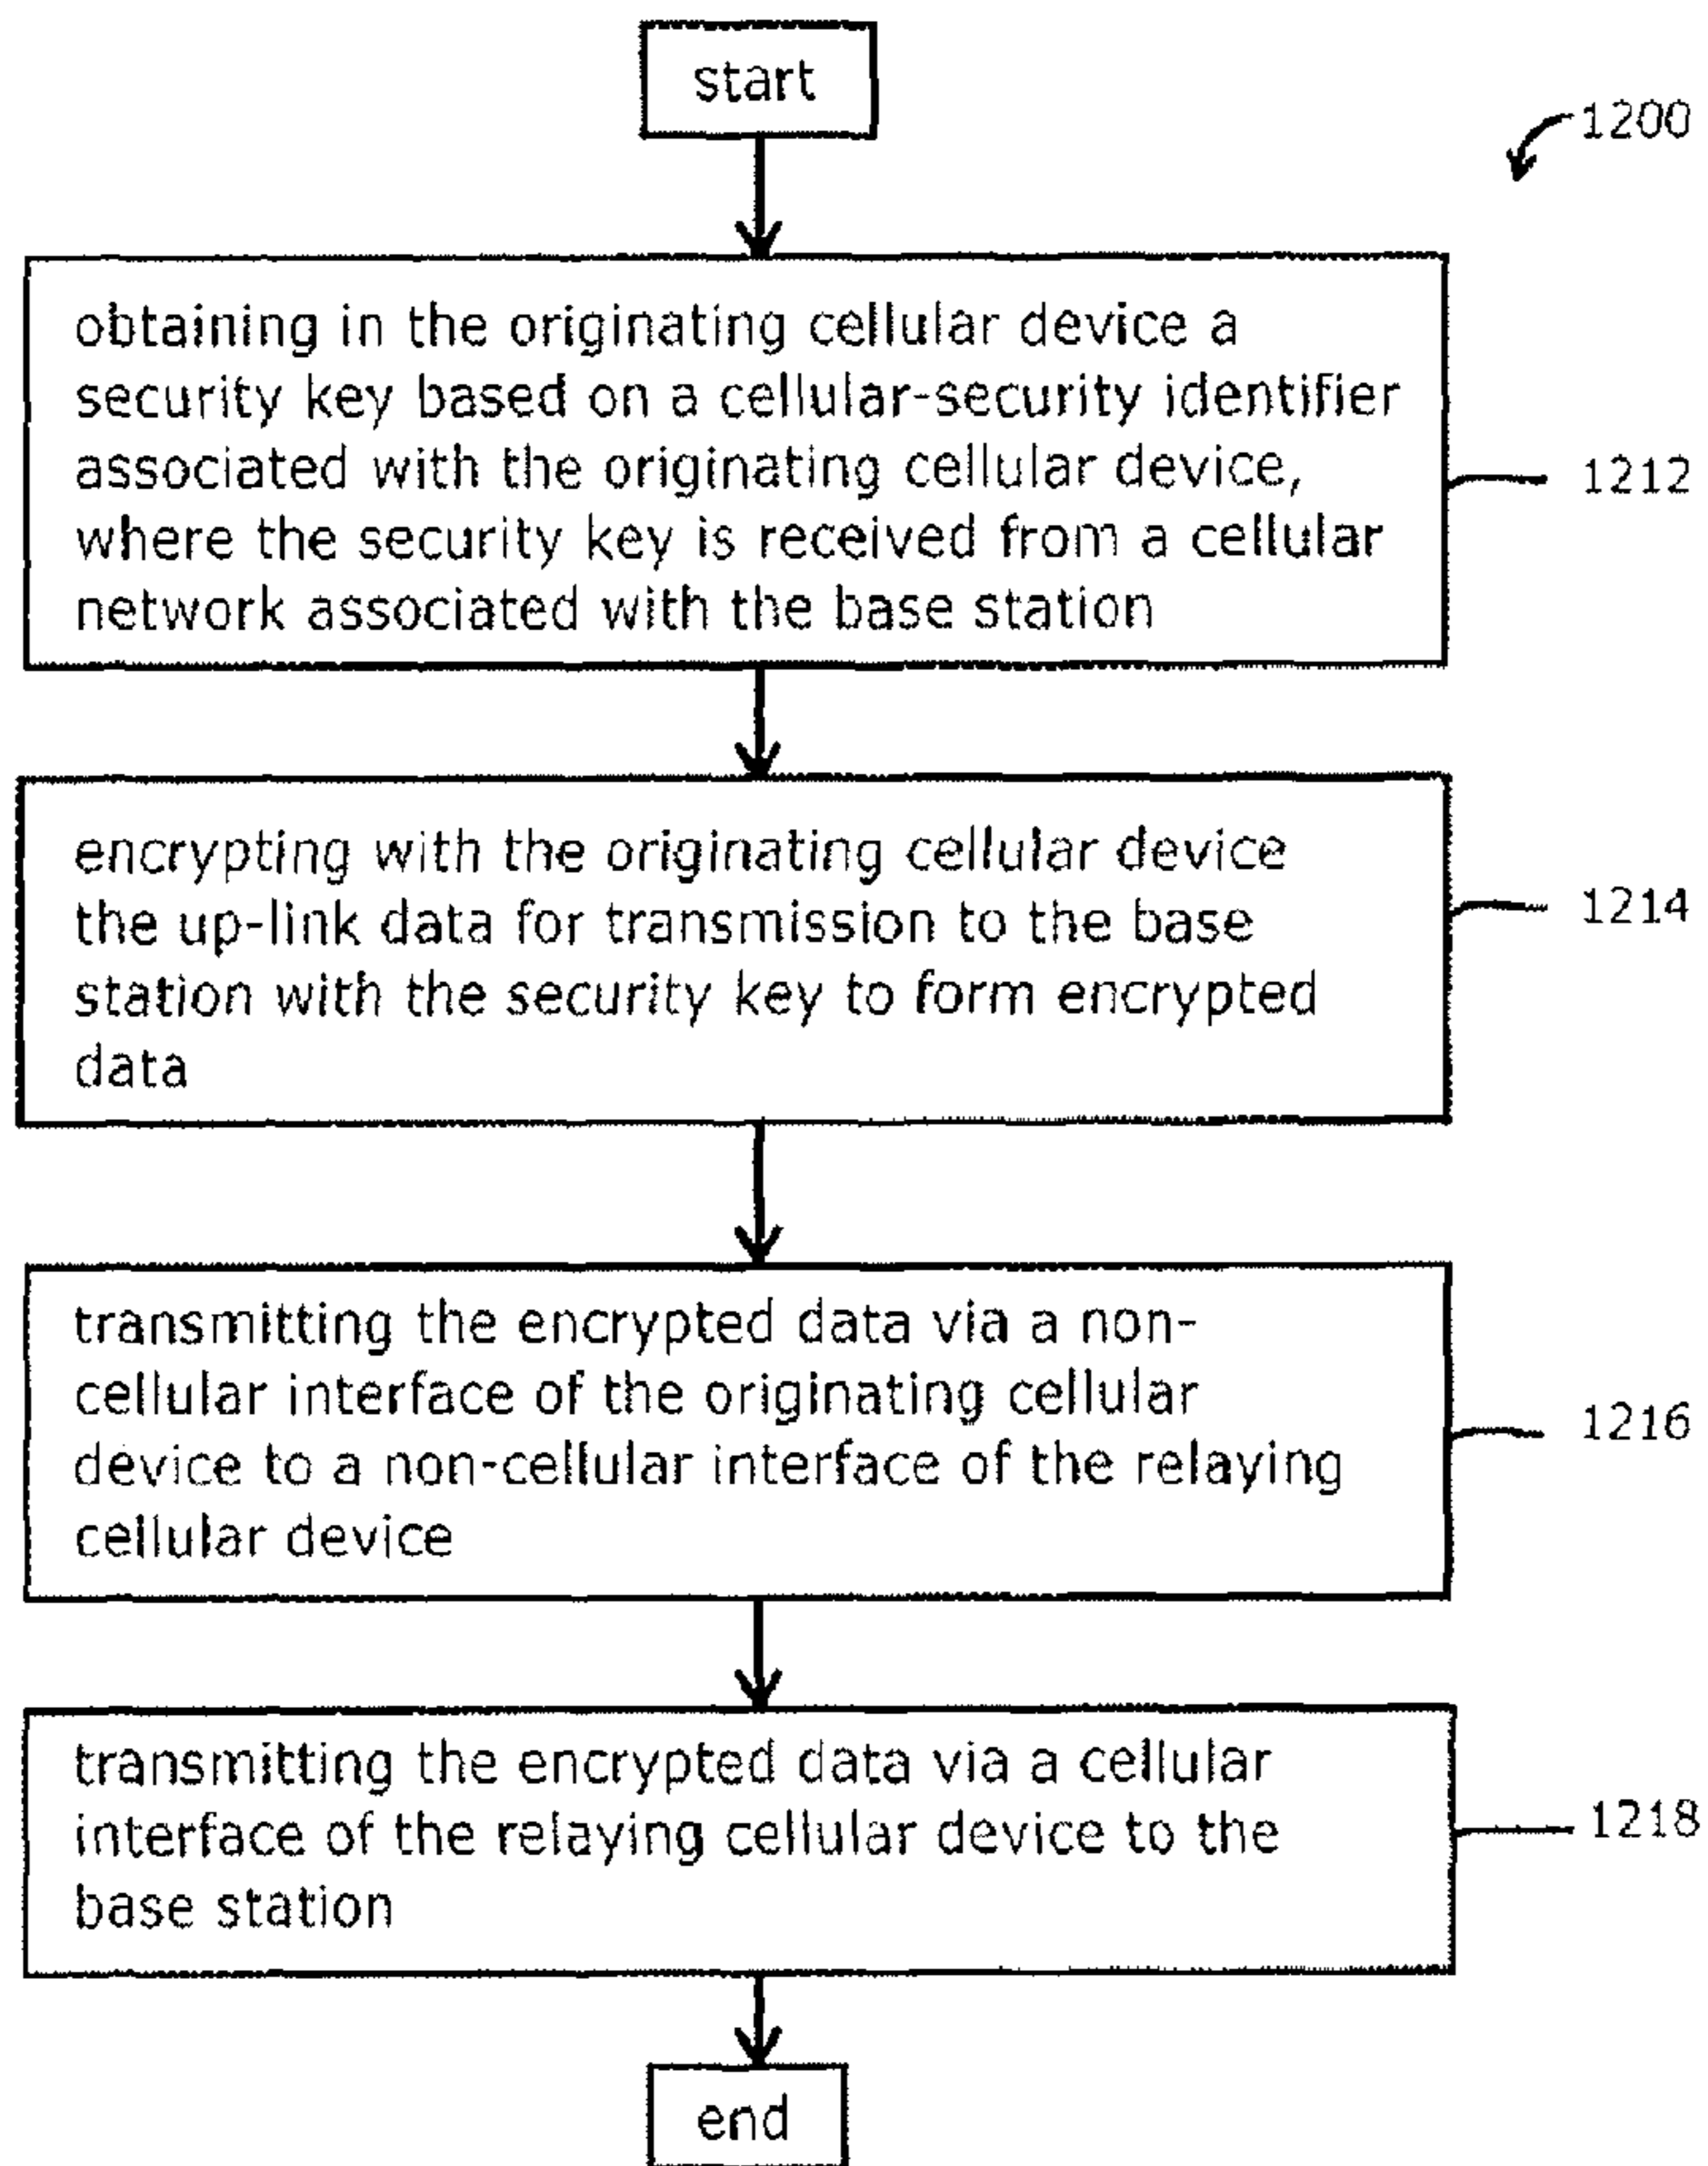 start
1200
obtaining in the originating cellular device a
security key based on a cellular-security identifier
associated with the originating cellular device,
where the security key is received from a cellular
network associated with the base station
1212
encrypting with the originating cellular device
the up-link data for transmission to the base
station with the security key to form encrypted
data
1214
transmitting the encrypted data via a non-
cellular interface of the originating cellular
device to a non-cellular interface of the relaying
cellular device
1216
transmitting the encrypted data via a cellular
interface of the relaying cellular device to the
base station
1218
end